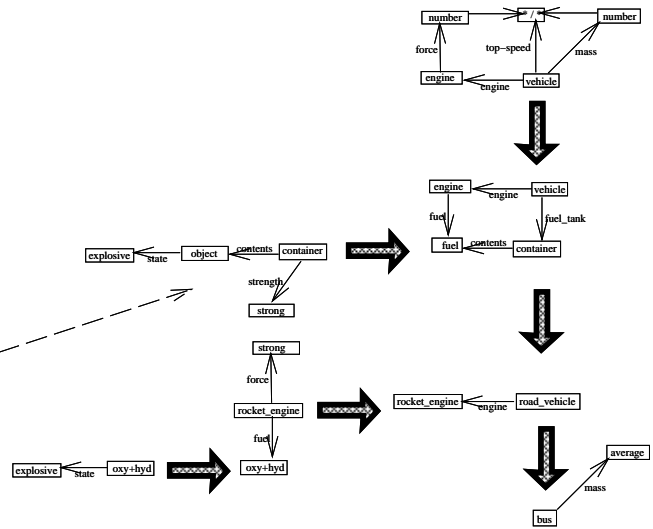 number
" / "
number
force
top-speed
mass
engine
engine
vehicle
engine
vehicle
engine
fuel
fuel_tank
fuel
contents
container
explosive
state
object
contents
container
strength
strong
strong
force
rocket_engine
fuel
oxy+hyd
rocket_engine
engine
road_vehicle
explosive
state
oxy+hyd
average
mass
bus